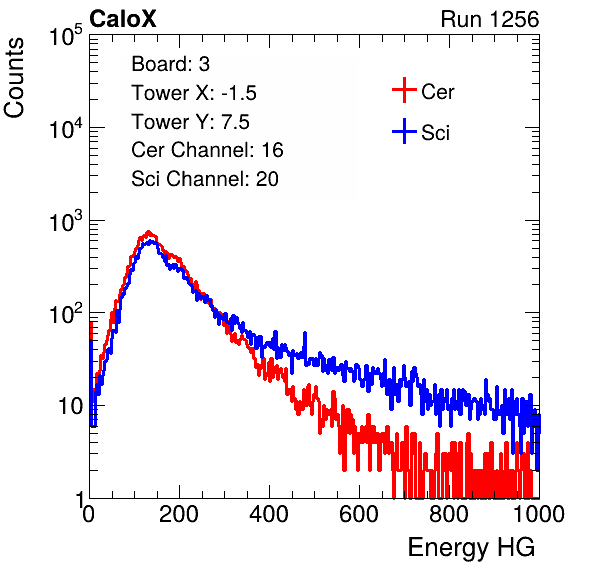 CaloX Run 1256
Counts
Board: 3
Tower X: -1.5
Tower Y: 7.5
Cer Channel: 16
Sci Channel: 20
Cer
Sci
10^5
10^4
10^3
10^2
10
1
0 200 400 600 800 1000
Energy HG